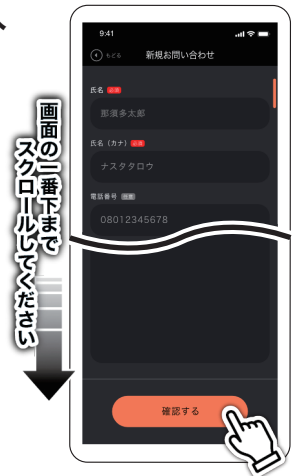 画面の一番下まで
スクロールしてください
9:41
もどる 新規お問い合わせ
氏名 必須
那須多太郎
氏名（カナ） 必須
ナスタタロウ
電話番号 任意
08012345678
確認する